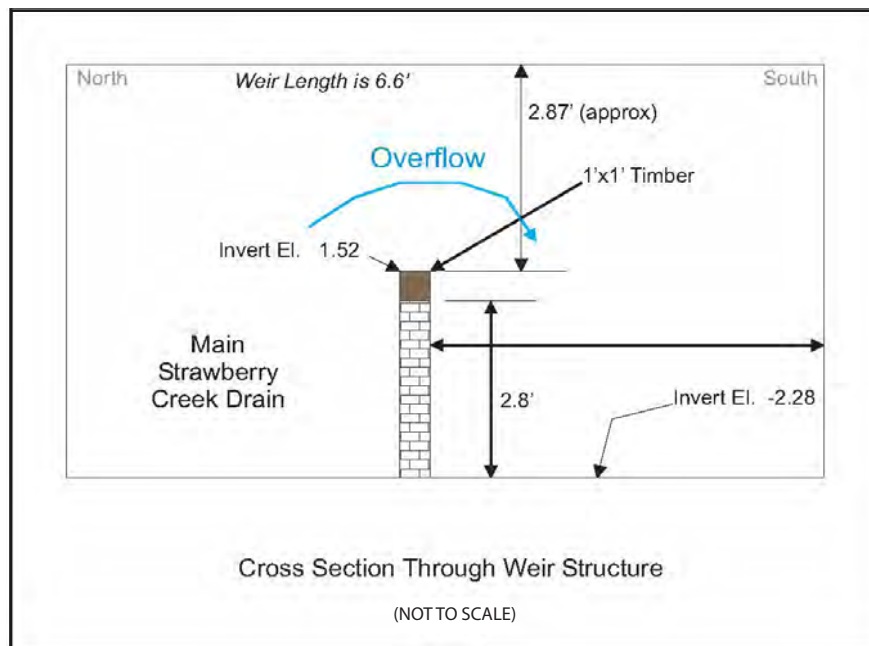 North
Weir Length is 6.6'
South
2.87' (approx)
Overflow
1'x1' Timber
Invert El. 1.52
Main
Strawberry
Creek Drain
2.8'
Invert El. -2.28
Cross Section Through Weir Structure
(NOT TO SCALE)